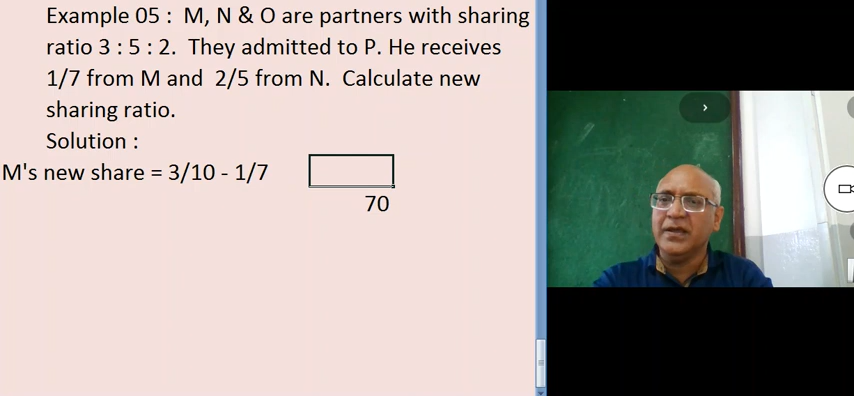 Example 05 :  M, N & O are partners with sharing
ratio 3 : 5 : 2.  They admitted to P. He receives
1/7 from M and  2/5 from N.  Calculate new
sharing ratio.
Solution :
M's new share = 3/10 - 1/7
70